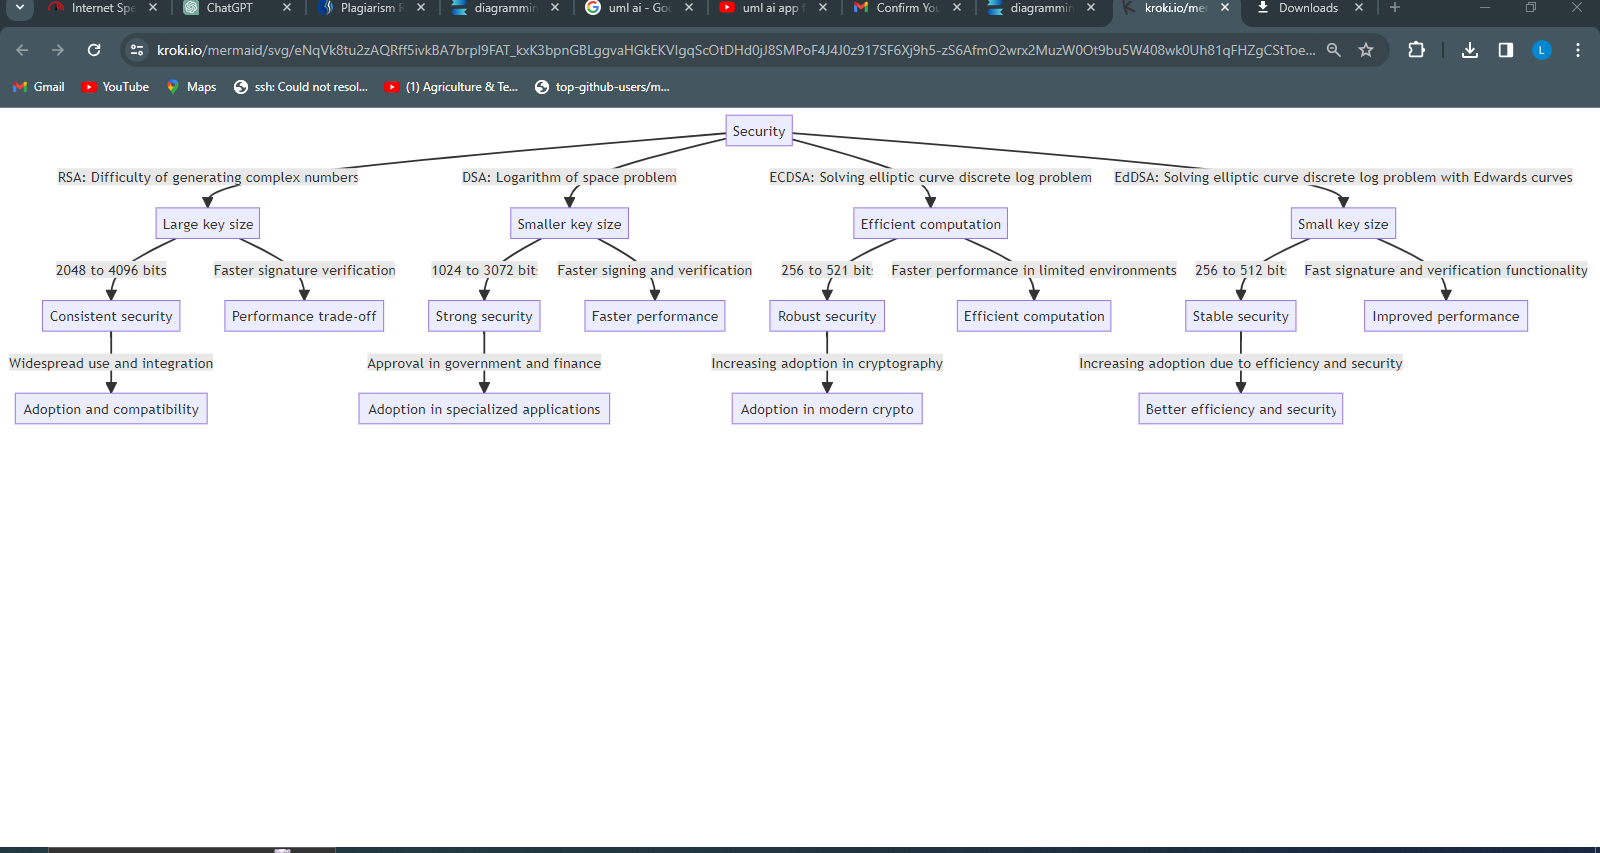 Internet Spe
ChatGPT
Plagiarism R
diagrammin
uml ai - Goo
uml ai app f
Confirm You
diagrammin
kroki.io/mer
Downloads
kroki.io/mermaid/svg/eNqVk8tu2zAQRff5ivkBA7brpI9FAT_kxK3bpnGBLggvaHGkEKVIgqScOtDHd0jJ8SMPoF4J4J0z917SF6Xj9h5-zS6AfmO2wrx2MuzW0Ot9bu5W408wk0Uh81qFHZgCStToe...
L
Gmail
YouTube
Maps
ssh: Could not resol...
(1) Agriculture & Te...
top-github-users/m...
Security
RSA: Difficulty of generating complex numbers
DSA: Logarithm of space problem
ECDSA: Solving elliptic curve discrete log problem
EdDSA: Solving elliptic curve discrete log problem with Edwards curves
Large key size
Smaller key size
Efficient computation
Small key size
2048 to 4096 bits
Faster signature verification
1024 to 3072 bit
Faster signing and verification
256 to 521 bit
Faster performance in limited environments
256 to 512 bit
Fast signature and verification functionality
Consistent security
Performance trade-off
Strong security
Faster performance
Robust security
Efficient computation
Stable security
Improved performance
Widespread use and integration
Approval in government and finance
Increasing adoption in cryptography
Increasing adoption due to efficiency and security
Adoption and compatibility
Adoption in specialized applications
Adoption in modern crypto
Better efficiency and security